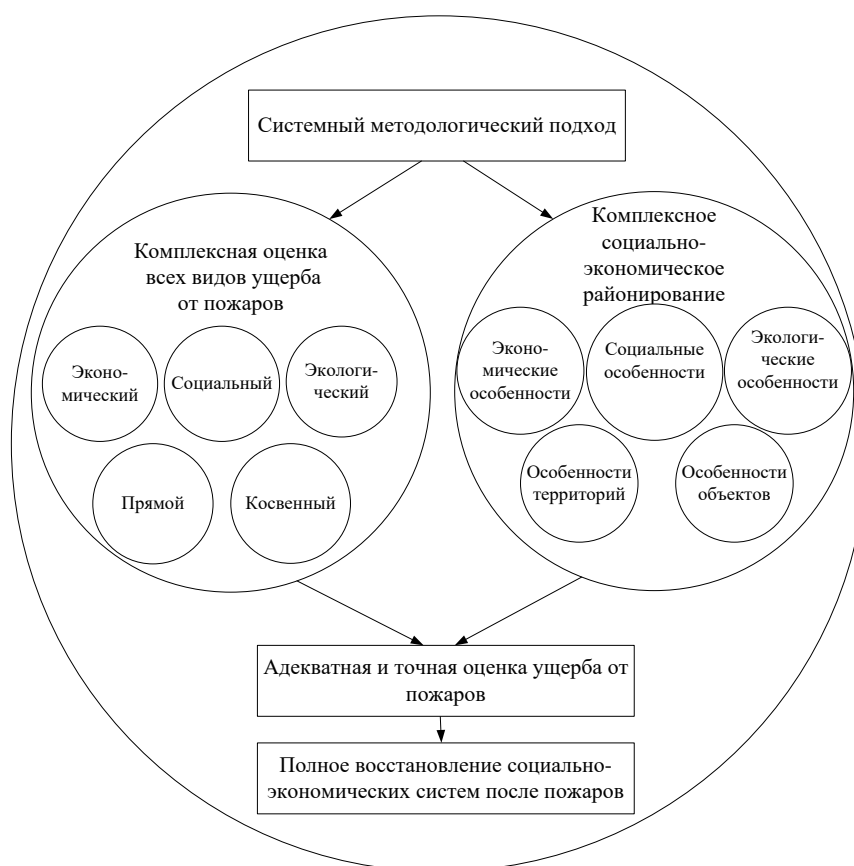 Системный методологический подход
Комплексная оценка
всех видов ущерба
от пожаров
Эконо-
мический
Социальный
Экологи-
ческий
Прямой
Косвенный
Комплексное
социально-
экономическое
районирование
Эконо-
мические
особенности
Социальные
особенности
Экологи-
ческие
особенности
Особенности
территорий
Особенности
объектов
Адекватная и точная оценка ущерба от
пожаров
Полное восстановление социально-
экономических систем после пожаров